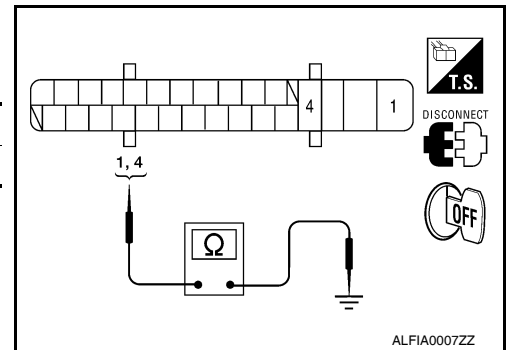 T.S.
4 1
DISCONNECT
1, 4
Ω
OFF
ALFIA0007ZZ